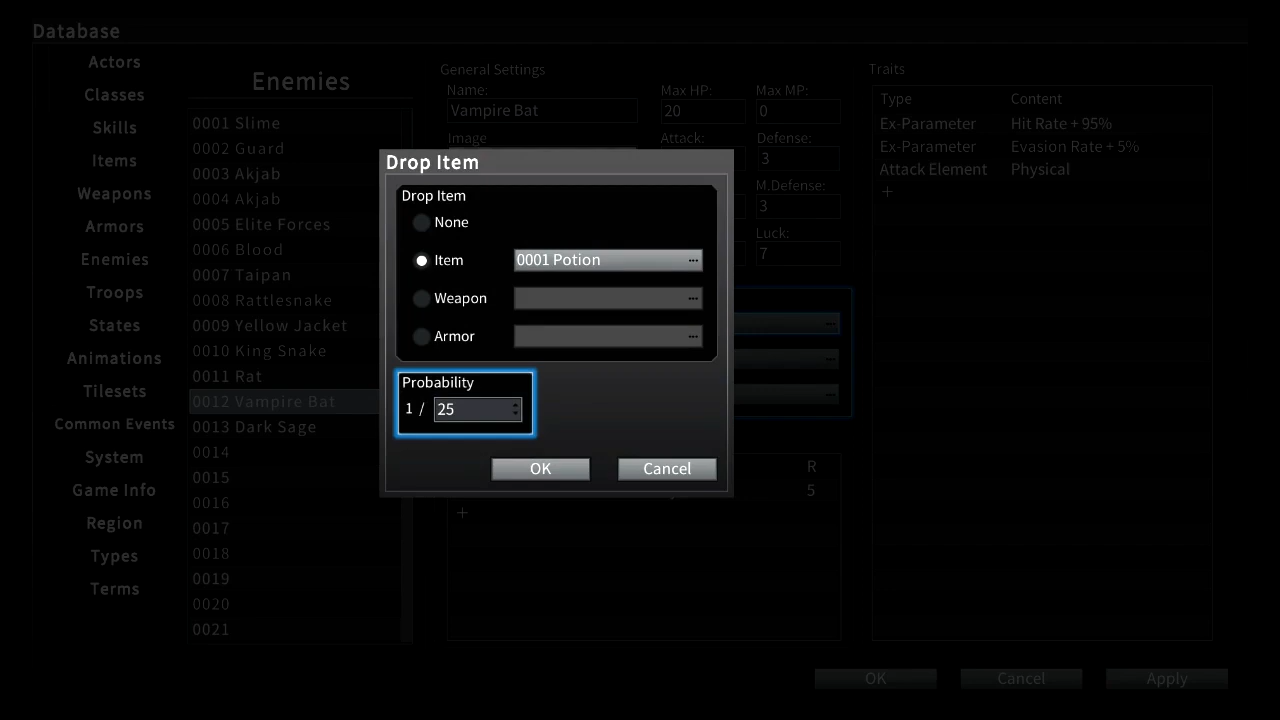 Database
Actors
Classes
Skills
Items
Weapons
Armors
Enemies
Troops
States
Animations
Tilesets
Common Events
System
Game Info
Region
Types
Terms
Enemies
0001 Slime
0002 Guard
0003 Akjab
0004 Akjab
0005 Elite Forces
0006 Blood
0007 Taipan
0008 Rattlesnake
0009 Yellow Jacket
0010 King Snake
0011 Rat
0012 Vampire Bat
0013 Dark Sage
0014
0015
0016
0017
0018
0019
0020
0021
General Settings
Name:
Max HP:
Max MP:
Vampire Bat
20
0
Image
Attack:
Defense:
3
M.Defense:
3
Luck:
7
Drop Item
Drop Item
None
Item
0001 Potion
...
Weapon
...
Armor
...
Probability
1 / 25
OK
Cancel
...
...
...
R
5
+
Traits
Type
Content
Ex-Parameter
Hit Rate + 95%
Ex-Parameter
Evasion Rate + 5%
Attack Element
Physical
+
OK
Cancel
Apply